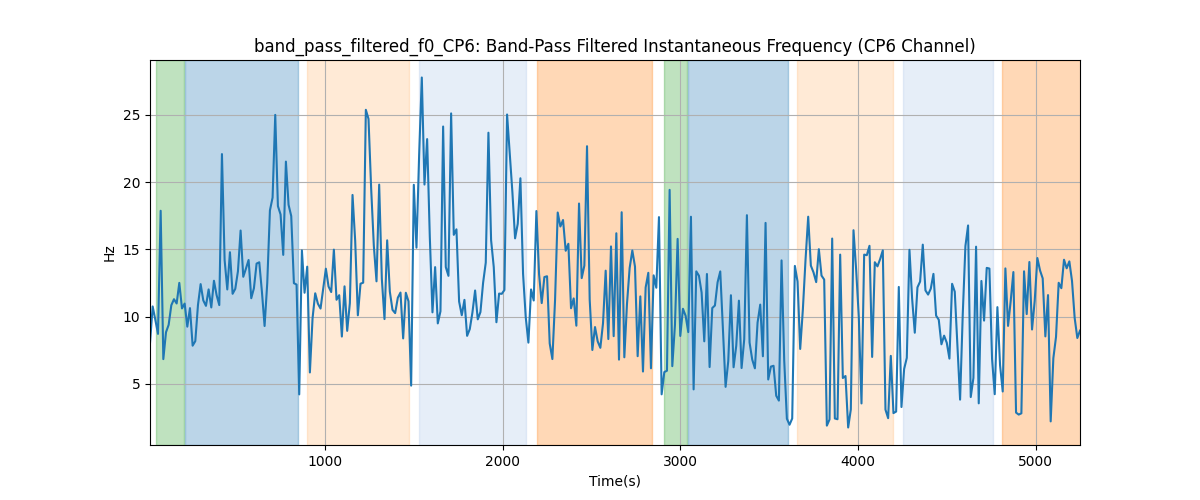 band_pass_filtered_f0_CP6: Band-Pass Filtered Instantaneous Frequency (CP6 Channel)
25
20
15
10
5
Hz
1000 2000 3000 4000 5000
Time(s)